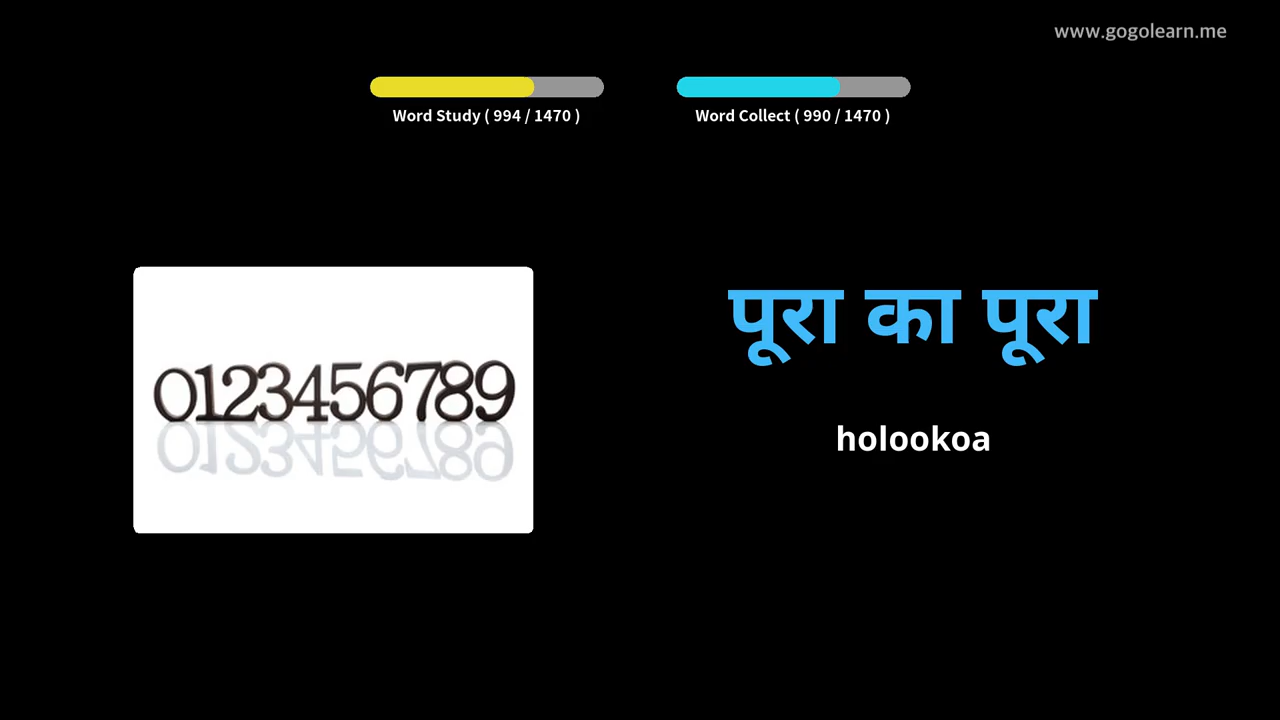 www.gogolearn.me
Word Study ( 994 / 1470 )
Word Collect ( 990 / 1470 )
0123456789
पूरा का पूरा
holookoa